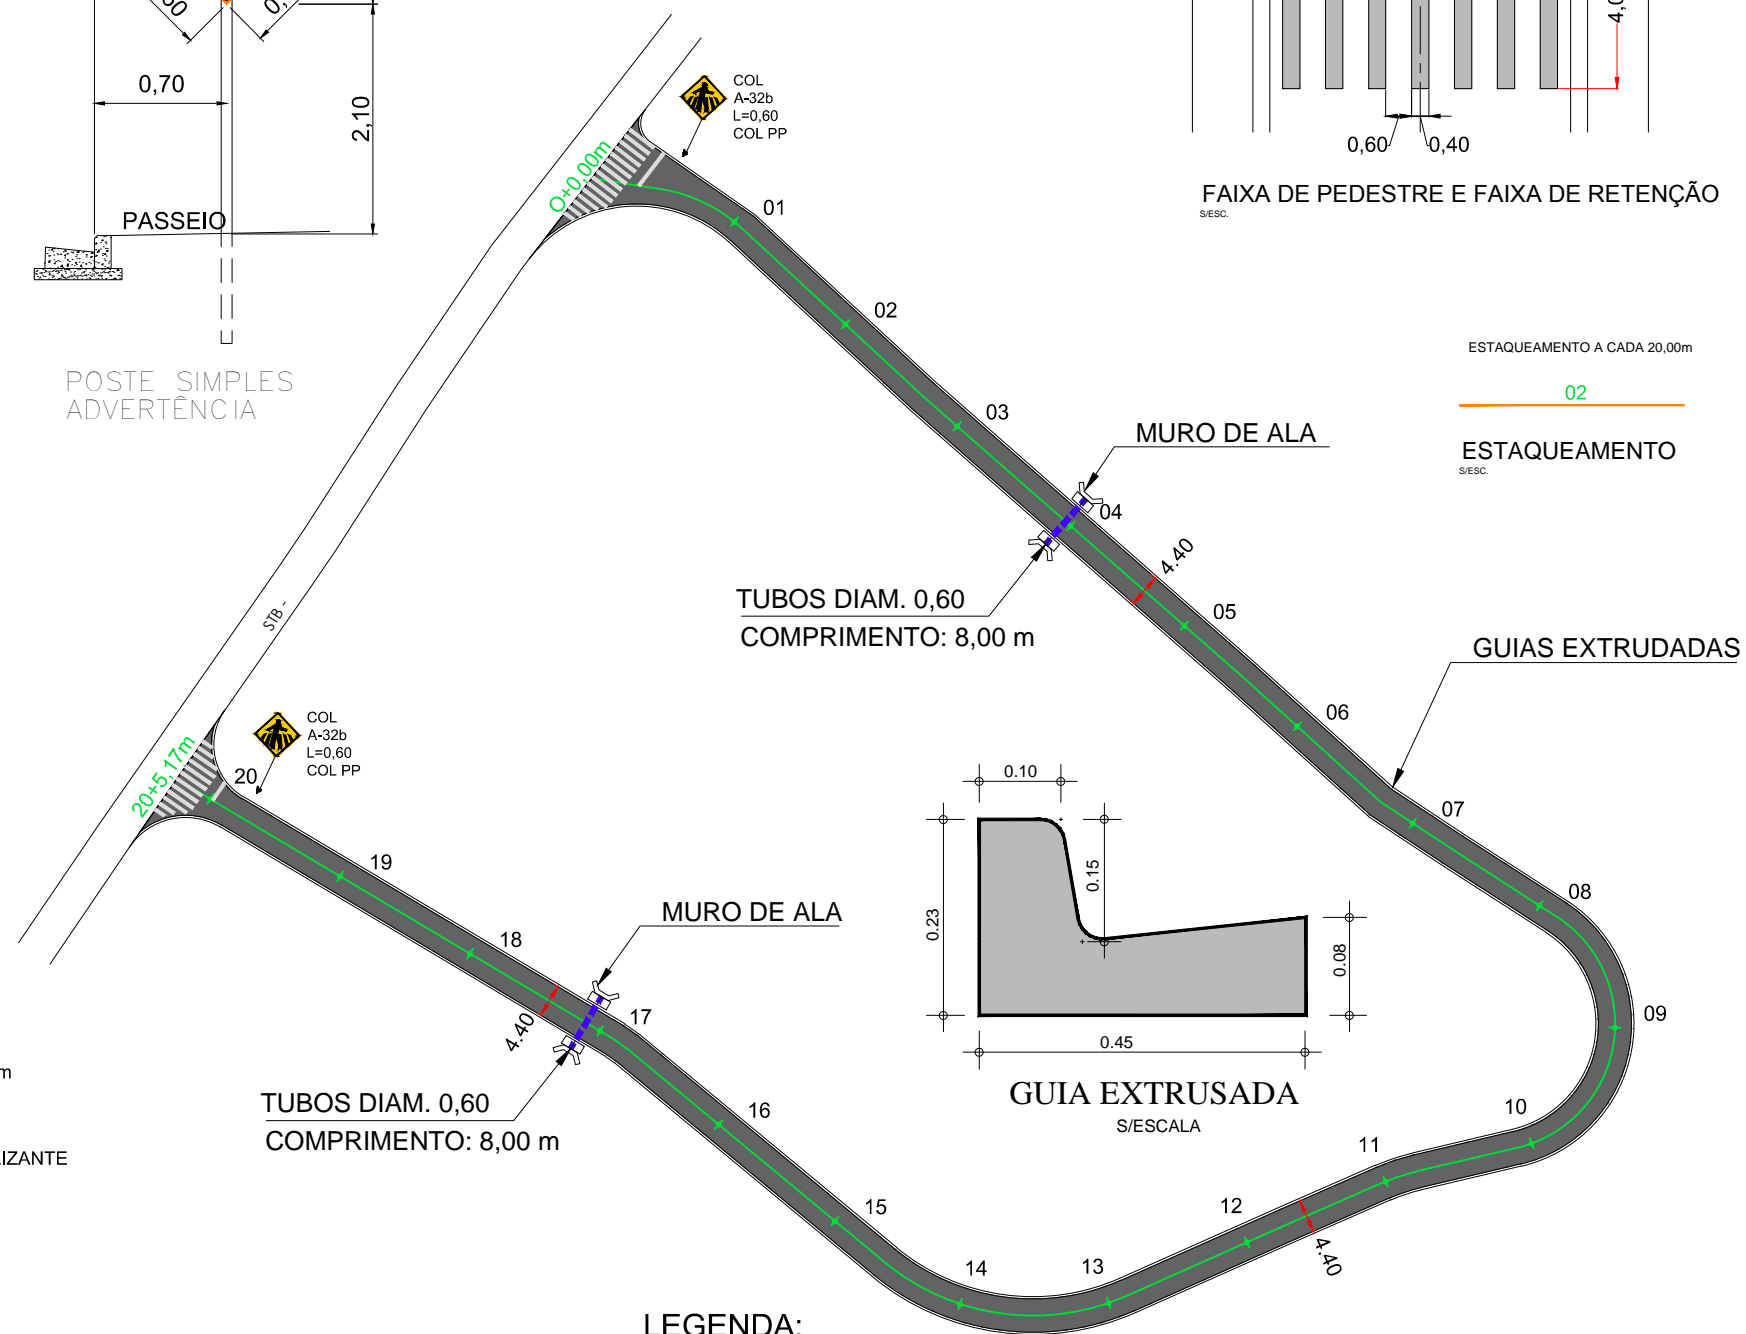 0,70
2,10
PASSEIO
POSTE SIMPLES
ADVERTÊNCIA
COL
A-32b
L=0,60
COL PP
O+0,00m
0,60
0,40
FAIXA DE PEDESTRE E FAIXA DE RETENÇÃO
S/ESC.
ESTAQUEAMENTO A CADA 20,00m
02
ESTAQUEAMENTO
S/ESC.
01
02
03
MURO DE ALA
04
4.40
TUBOS DIAM. 0,60
COMPRIMENTO: 8,00 m
05
GUIAS EXTRUDADAS
06
07
08
09
10
11
12
4.40
13
14
15
16
17
18
19
20
STB -
COL
A-32b
L=0,60
COL PP
20+5,17m
MURO DE ALA
4.40
TUBOS DIAM. 0,60
COMPRIMENTO: 8,00 m
0.10
0.15
0.23
0.08
0.45
GUIA EXTRUSADA
S/ESCALA
m
IZANTE
LEGENDA: